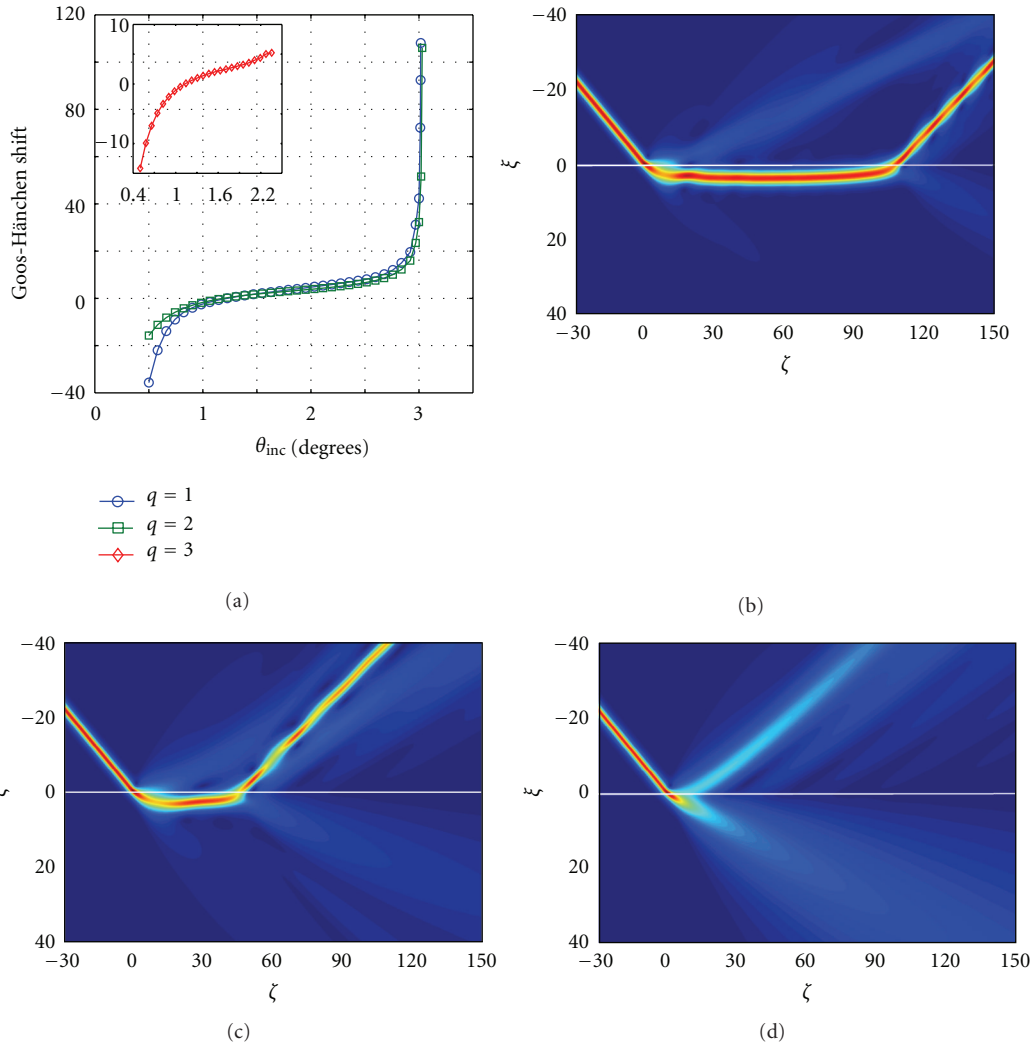 120
80
40
0
−40
Goos-Hänchen shift
10
0
−10
0.4 1 1.6 2.2
0 1 2 3
θinc (degrees)
q = 1
q = 2
q = 3
(a)
−40
−20
0
20
40
ξ
−30 0 30 60 90 120 150
ζ
(b)
−40
−20
0
20
40
ξ
−30 0 30 60 90 120 150
ζ
(c)
−40
−20
0
20
40
ξ
−30 0 30 60 90 120 150
ζ
(d)